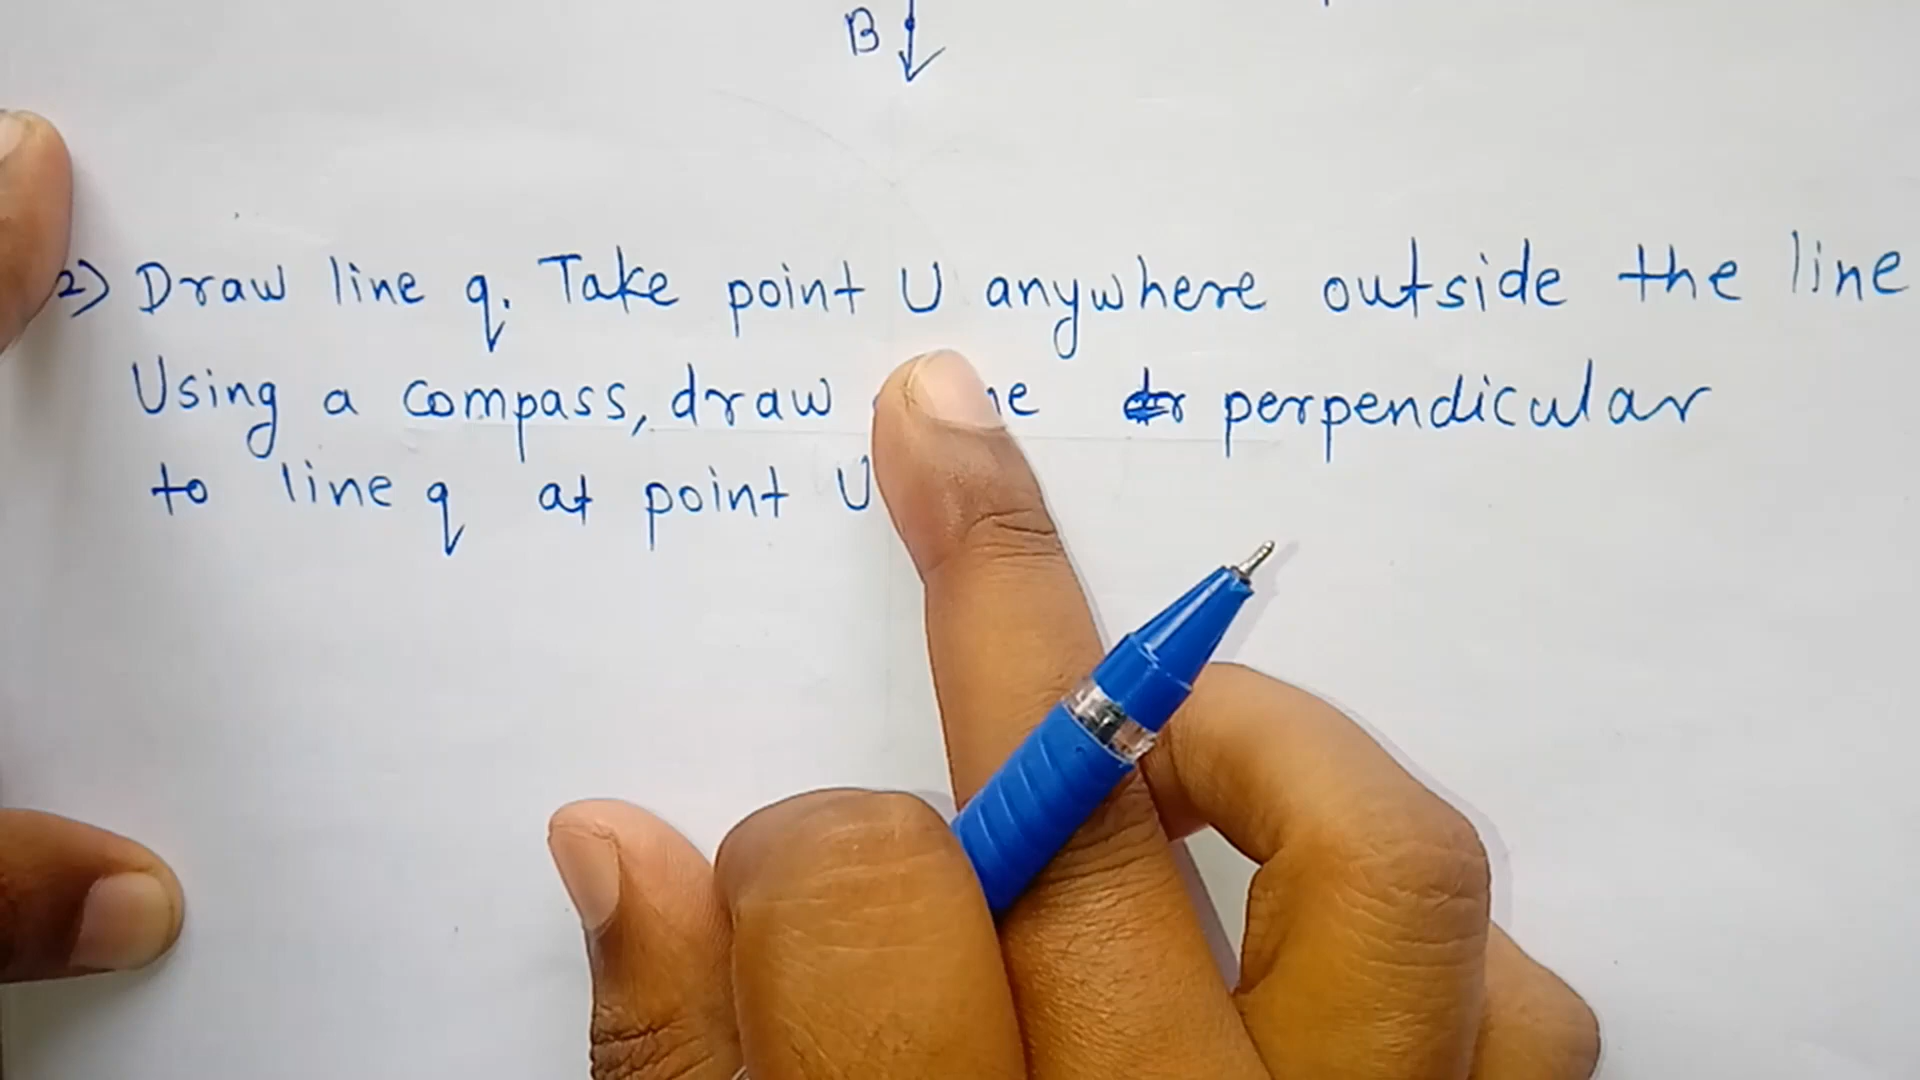 B
2) Draw line q. Take point U anywhere outside the line
Using a compass, draw perpendicular
to line q at point U